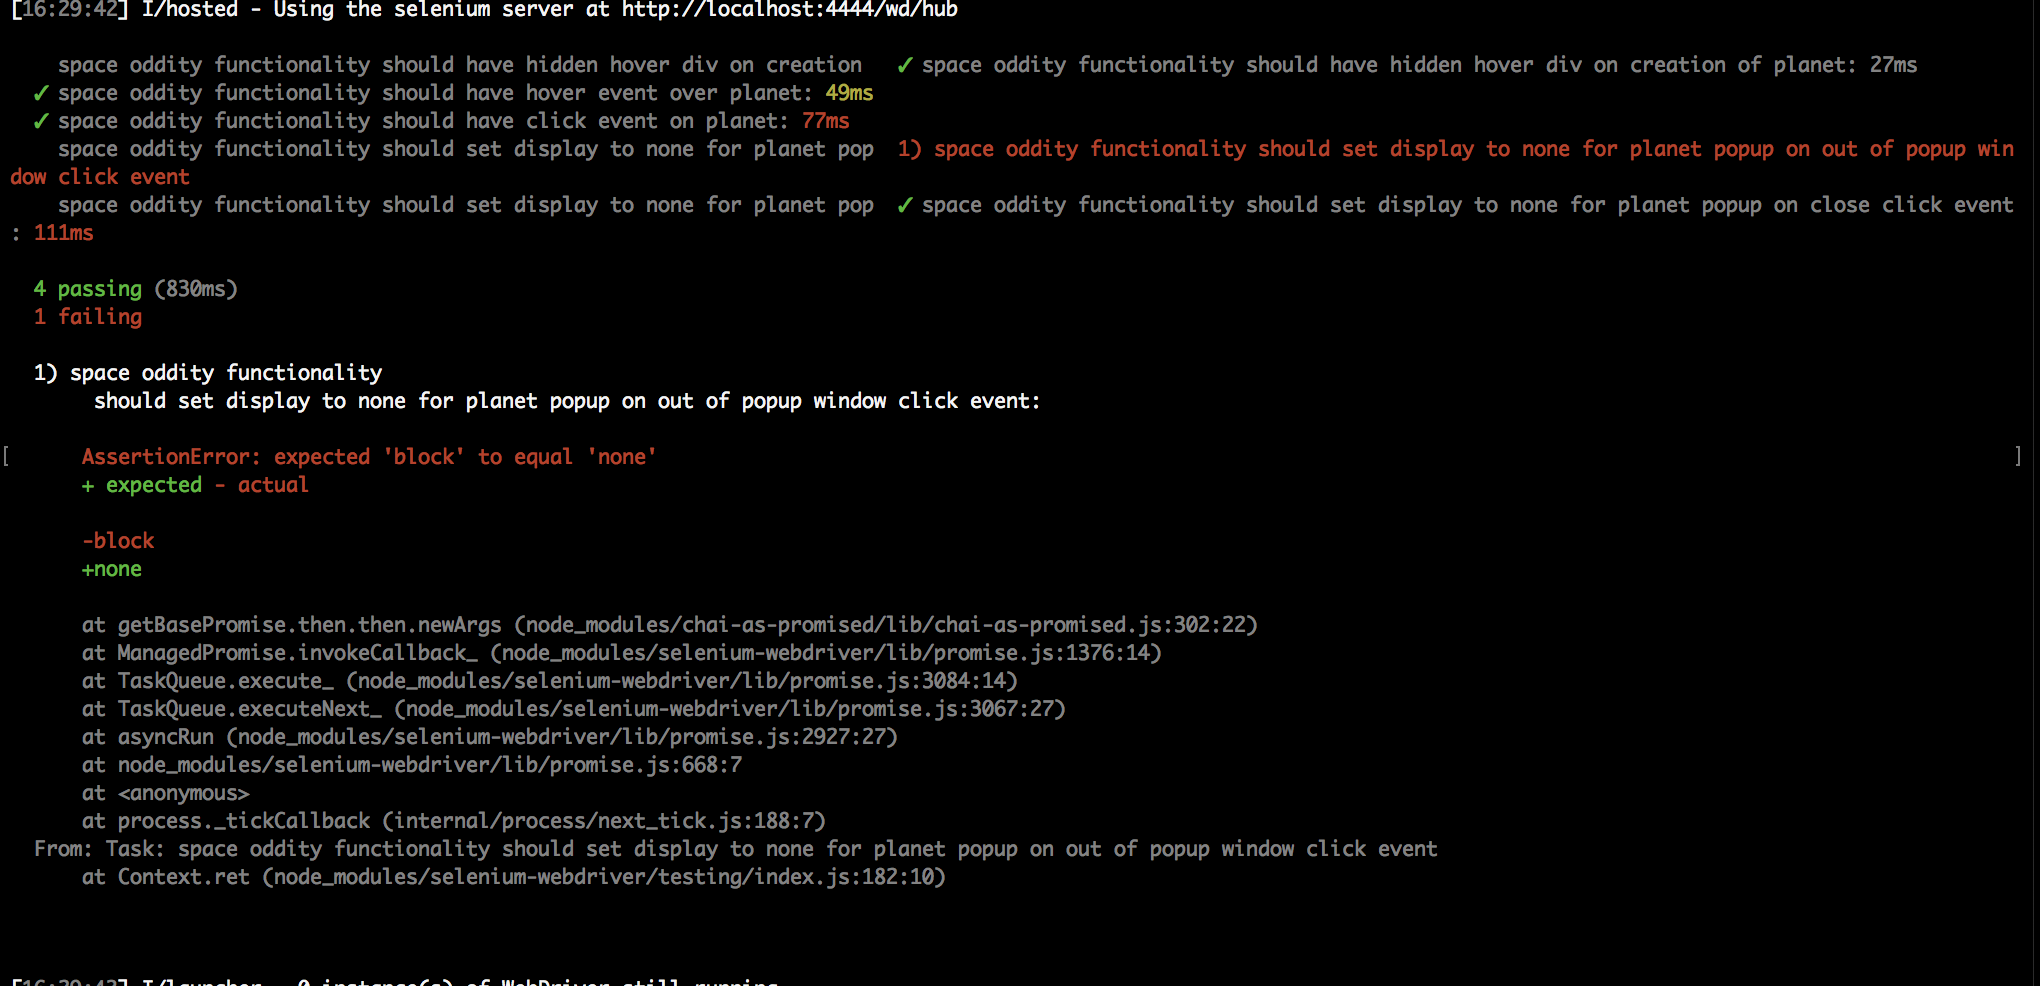 [16:29:42] I/hosted - Using the selenium server at http://localhost:4444/wd/hub
space oddity functionality should have hidden hover div on creation ✓ space oddity functionality should have hidden hover div on creation of planet: 27ms
✓ space oddity functionality should have hover event over planet: 49ms
✓ space oddity functionality should have click event on planet: 77ms
space oddity functionality should set display to none for planet pop 1) space oddity functionality should set display to none for planet popup on out of popup win
dow click event
space oddity functionality should set display to none for planet pop ✓ space oddity functionality should set display to none for planet popup on close click event
: 111ms
4 passing (830ms)
1 failing
1) space oddity functionality
should set display to none for planet popup on out of popup window click event:
[ AssertionError: expected 'block' to equal 'none' ]
+ expected - actual
-block
+none
at getBasePromise.then.then.newArgs (node_modules/chai-as-promised/lib/chai-as-promised.js:302:22)
at ManagedPromise.invokeCallback_ (node_modules/selenium-webdriver/lib/promise.js:1376:14)
at TaskQueue.execute_ (node_modules/selenium-webdriver/lib/promise.js:3084:14)
at TaskQueue.executeNext_ (node_modules/selenium-webdriver/lib/promise.js:3067:27)
at asyncRun (node_modules/selenium-webdriver/lib/promise.js:2927:27)
at node_modules/selenium-webdriver/lib/promise.js:668:7
at <anonymous>
at process._tickCallback (internal/process/next_tick.js:188:7)
From: Task: space oddity functionality should set display to none for planet popup on out of popup window click event
at Context.ret (node_modules/selenium-webdriver/testing/index.js:182:10)
[16:29:43] I/launcher - 0 instance(s) of WebDriver still running